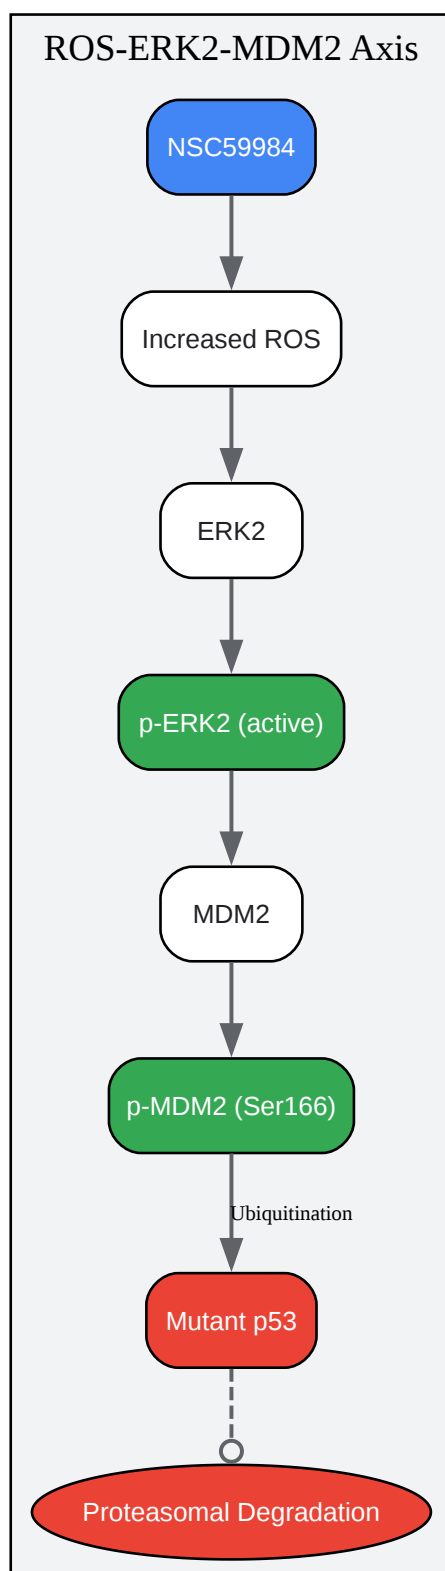 ROS-ERK2-MDM2 Axis
NSC59984
Increased ROS
ERK2
p-ERK2 (active)
MDM2
p-MDM2 (Ser166)
Ubiquitination
Mutant p53
Proteasomal Degradation